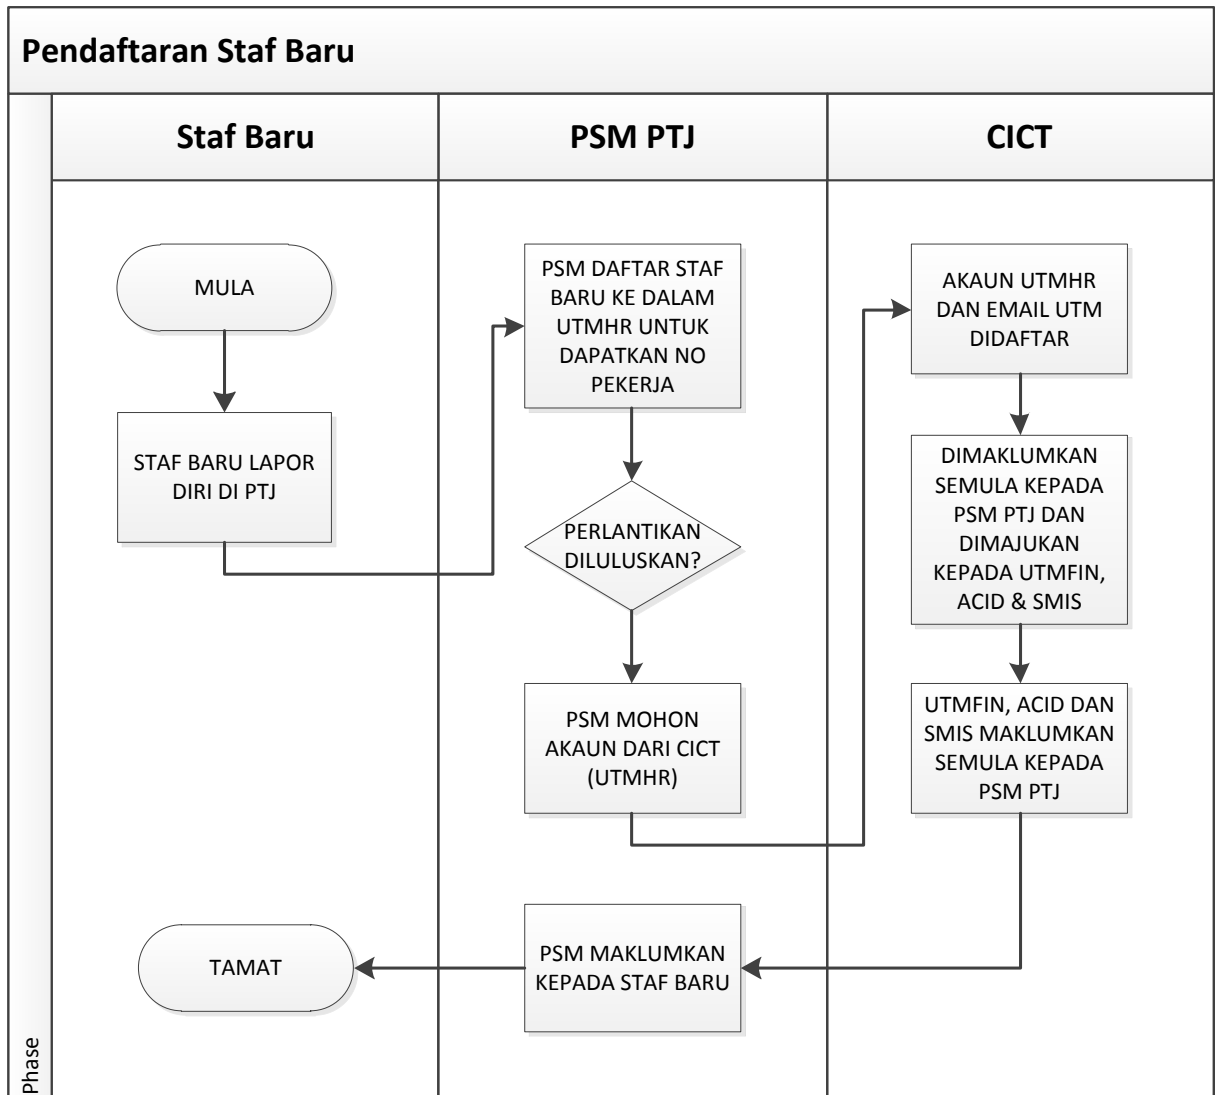 Pendaftaran Staf Baru
Staf Baru
PSM PTJ
CICT
MULA
STAF BARU LAPOR
DIRI DI PTJ
PSM DAFTAR STAF
BARU KE DALAM
UTMHR UNTUK
DAPATKAN NO
PEKERJA
PERLANTIKAN
DILULUSKAN?
PSM MOHON
AKAUN DARI CICT
(UTMHR)
AKAUN UTMHR
DAN EMAIL UTM
DIDAFTAR
DIMAKLUMKAN
SEMULA KEPADA
PSM PTJ DAN
DIMAJUKAN
KEPADA UTMFIN,
ACID & SMIS
UTMFIN, ACID DAN
SMIS MAKLUMKAN
SEMULA KEPADA
PSM PTJ
PSM MAKLUMKAN
KEPADA STAF BARU
TAMAT
Phase